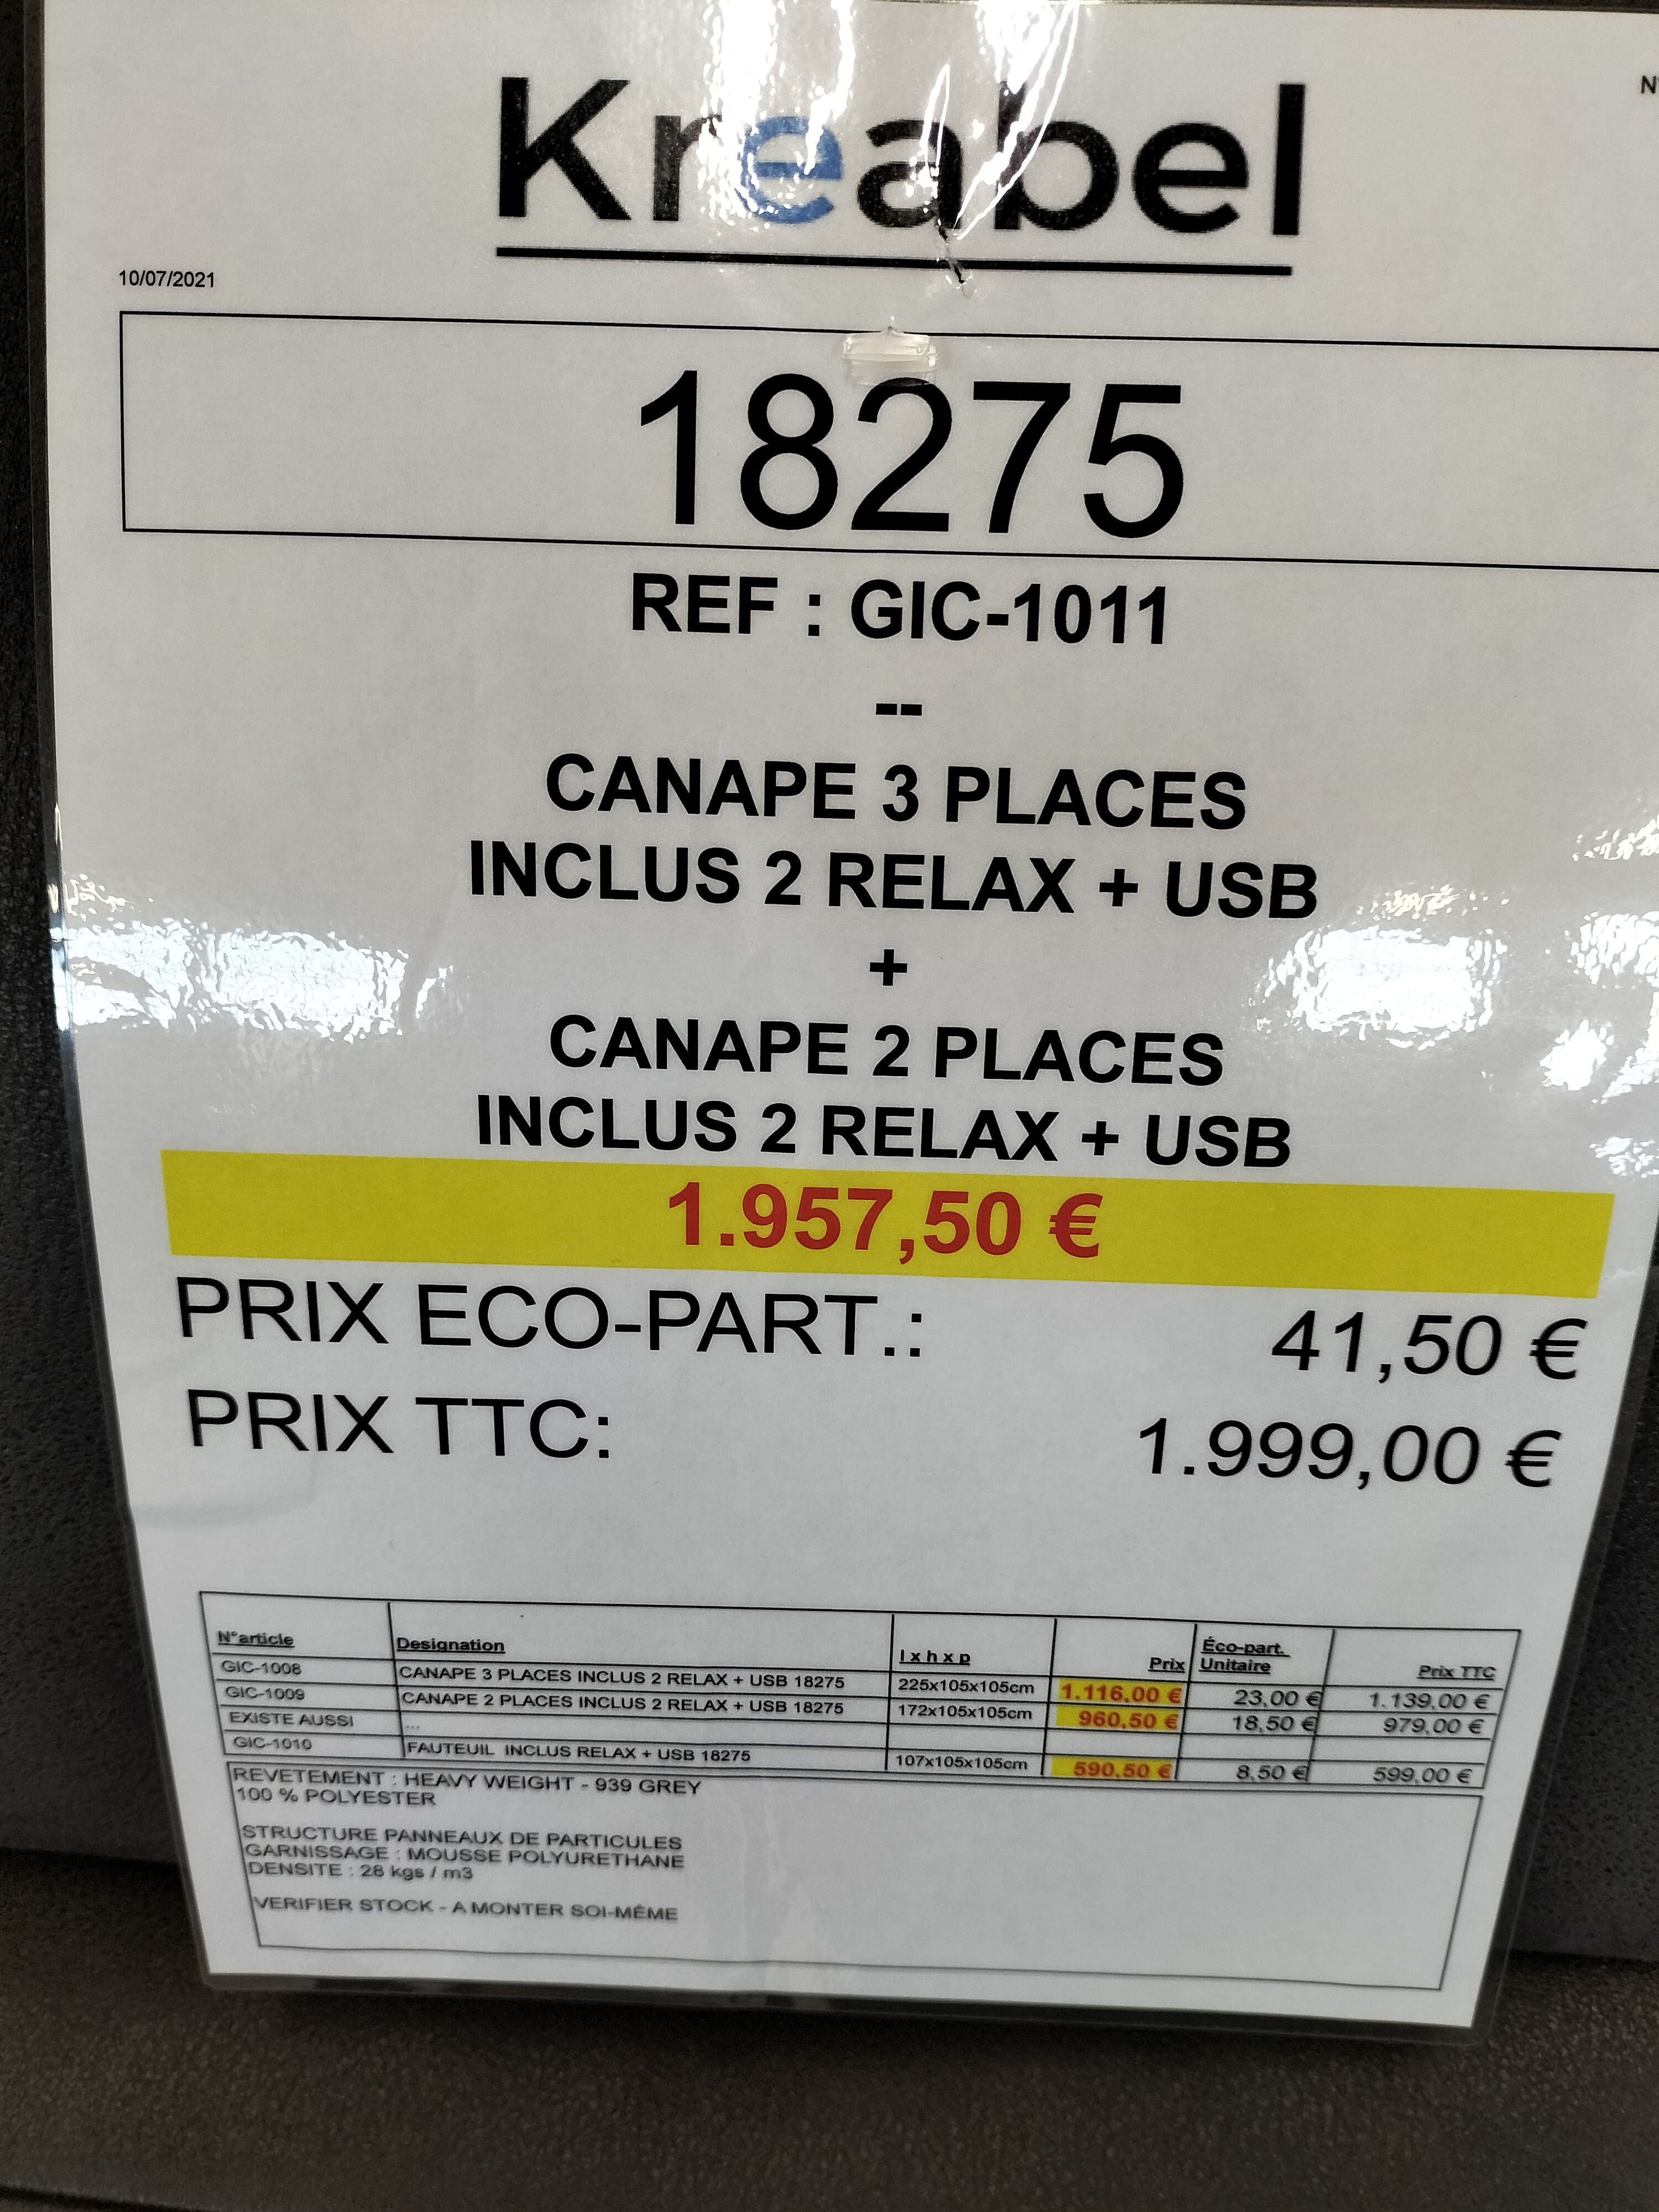 Kreabel
N°
10/07/2021
18275
REF : GIC-1011
--
CANAPE 3 PLACES
INCLUS 2 RELAX + USB
+
CANAPE 2 PLACES
INCLUS 2 RELAX + USB
1.957,50 €
PRIX ECO-PART.: 41,50 €
PRIX TTC: 1.999,00 €
N°article Designation l x h x p Prix Éco-part. Unitaire Prix TTC
GIC-1008 CANAPE 3 PLACES INCLUS 2 RELAX + USB 18275 225x105x105cm 1.116,00 € 23,00 € 1.139,00 €
GIC-1009 CANAPE 2 PLACES INCLUS 2 RELAX + USB 18275 172x105x105cm 960,50 € 18,50 € 979,00 €
EXISTE AUSSI ...
GIC-1010 FAUTEUIL INCLUS RELAX + USB 18275 107x105x105cm 590,50 € 8,50 € 599,00 €
REVETEMENT : HEAVY WEIGHT - 939 GREY
100 % POLYESTER
STRUCTURE PANNEAUX DE PARTICULES
GARNISSAGE : MOUSSE POLYURETHANE
DENSITE : 28 kgs / m3
VERIFIER STOCK - A MONTER SOI-MÊME